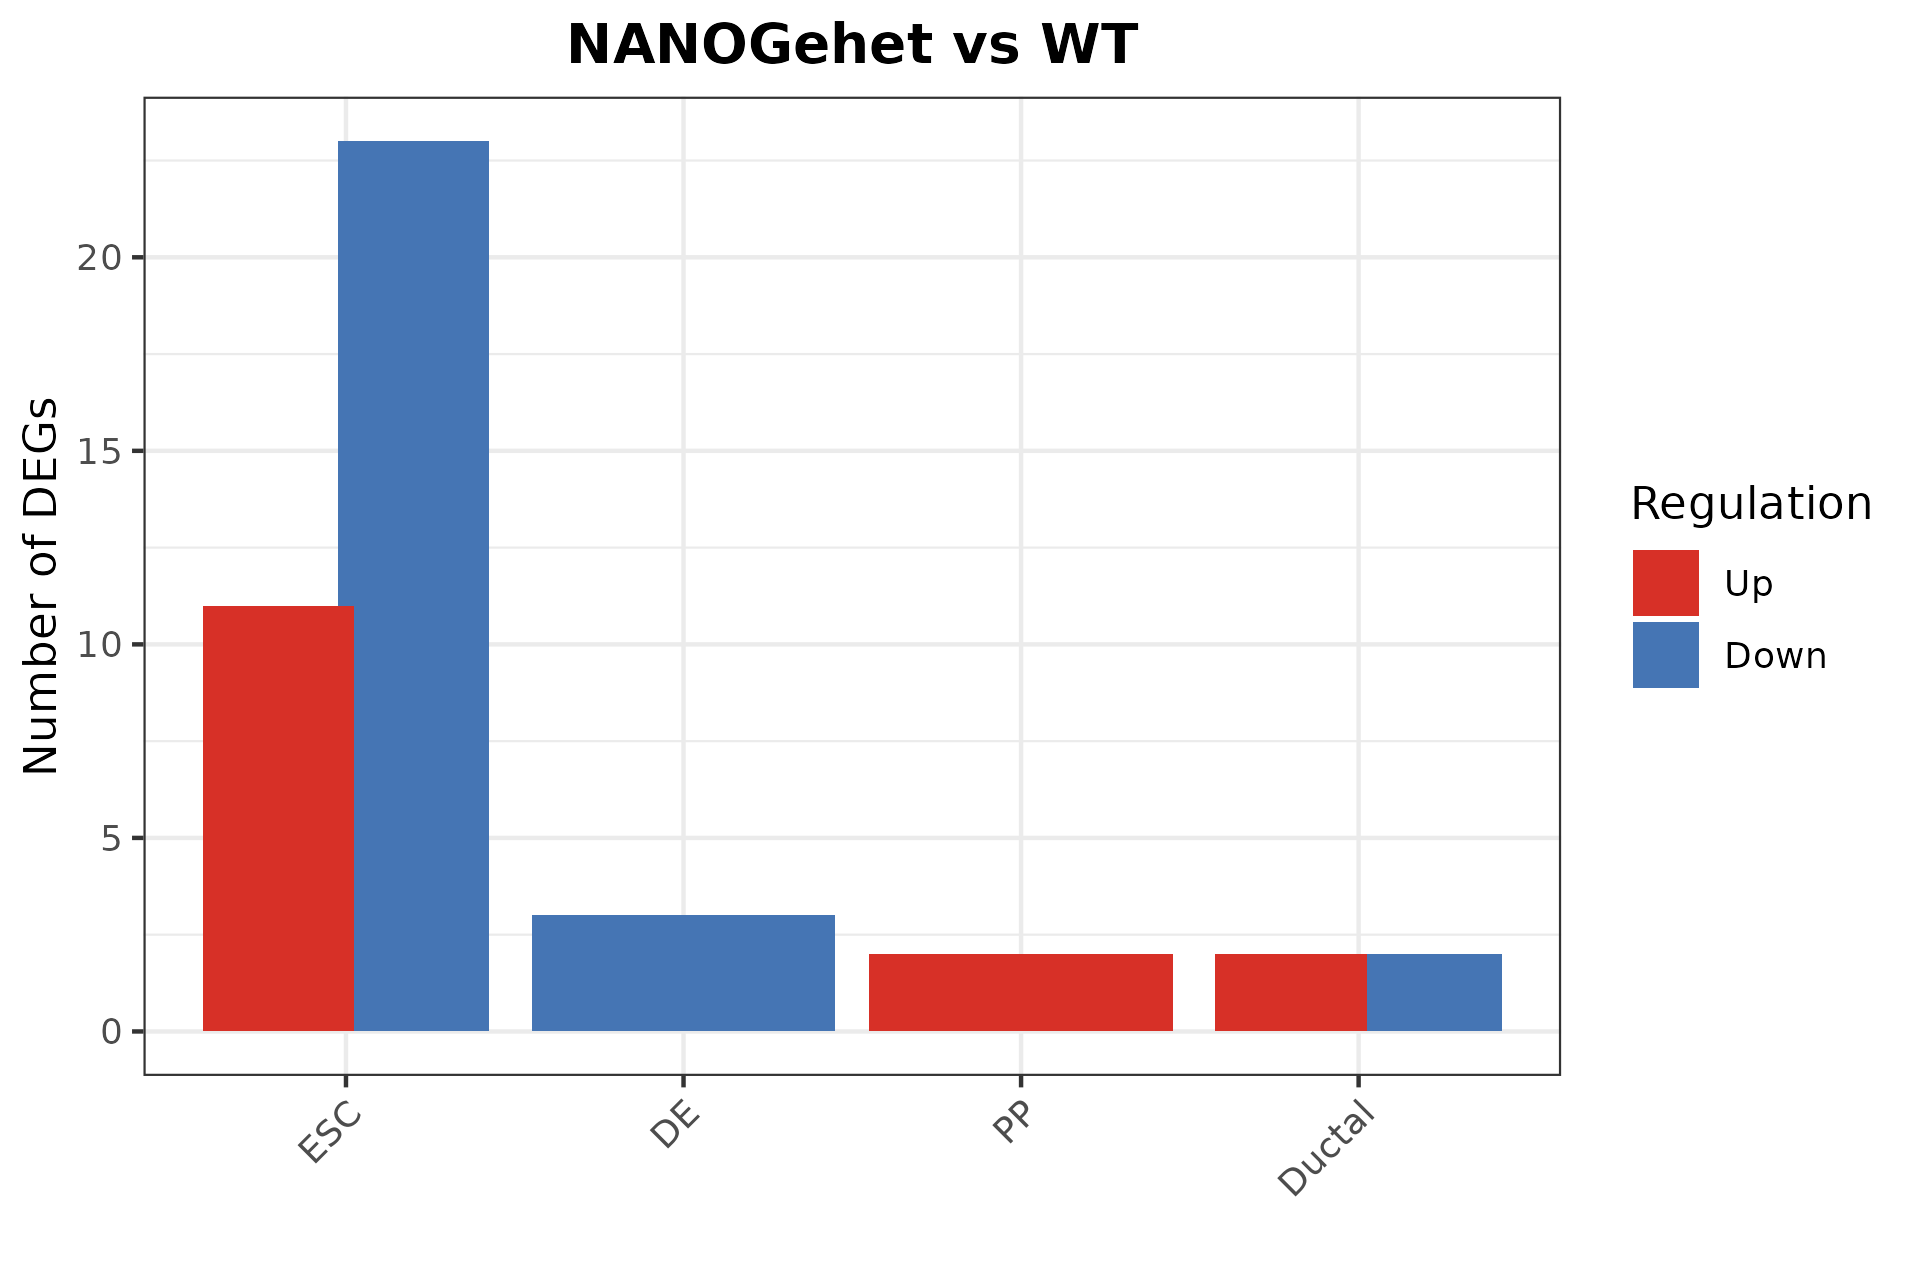 NANOGehet vs WT
Number of DEGs
20
15
10
5
0
ESC
DE
PP
Ductal
Regulation
Up
Down